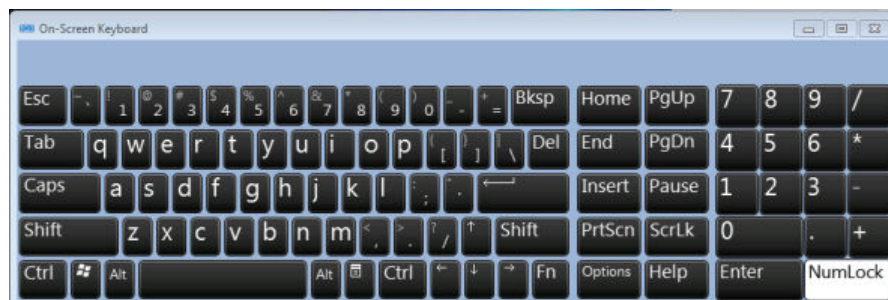 On-Screen Keyboard
Esc ~ ` ! 1 @ 2 # 3 $ 4 % 5 ^ 6 & 7 * 8 ( 9 ) 0 _ - + = Bksp Home PgUp 7 8 9 /
Tab q w e r t y u i o p { [ } ] | \ Del End PgDn 4 5 6 *
Caps a s d f g h j k l : ; " ' Insert Pause 1 2 3 -
Shift z x c v b n m < , > . ? / ↑ Shift PrtScn ScrLk 0 . +
Ctrl Alt Alt Ctrl ← ↓ → Fn Options Help Enter NumLock